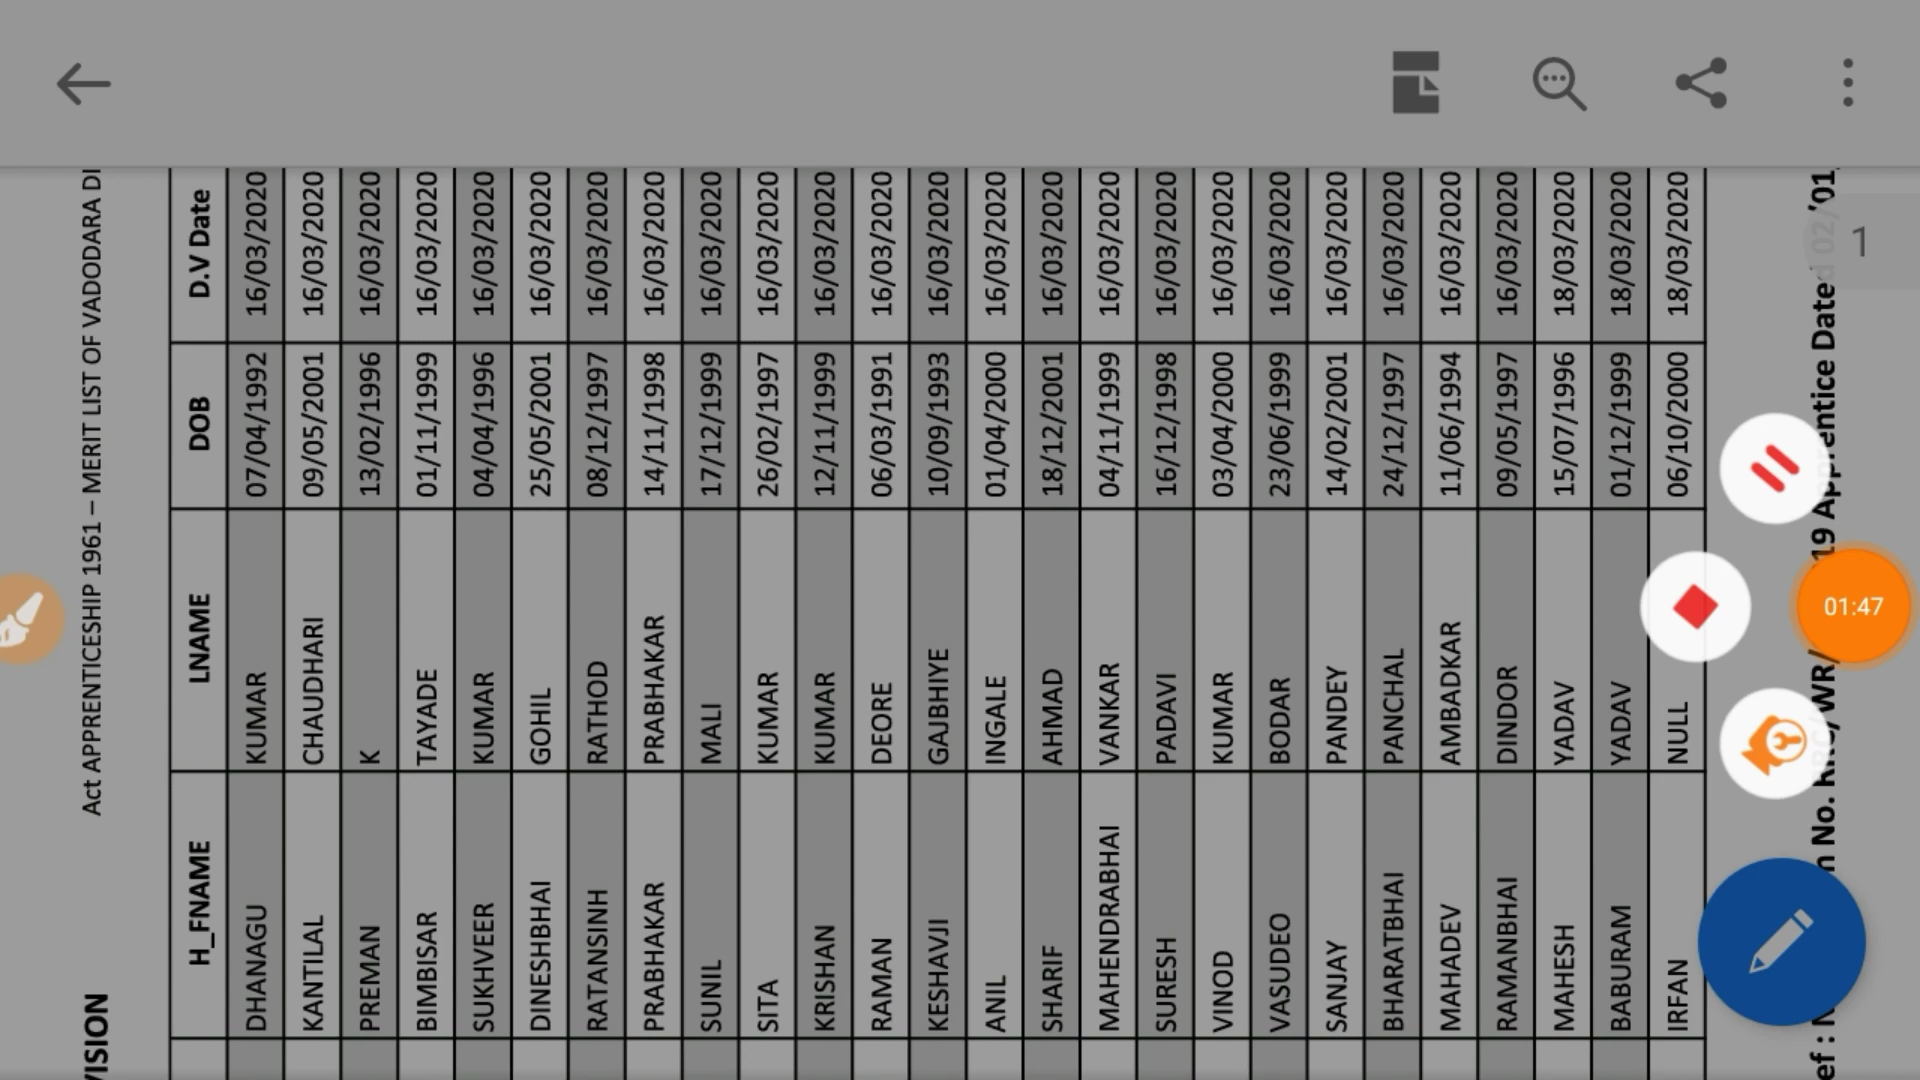 Act APPRENTICESHIP 1961 – MERIT LIST OF VADODARA DI
VISION
H_FNAME LNAME DOB D.V Date
DHANAGU KUMAR 07/04/1992 16/03/2020
KANTILAL CHAUDHARI 09/05/2001 16/03/2020
PREMAN K 13/02/1996 16/03/2020
BIMBISAR TAYADE 01/11/1999 16/03/2020
SUKHVEER KUMAR 04/04/1996 16/03/2020
DINESHBHAI GOHIL 25/05/2001 16/03/2020
RATANSINH RATHOD 08/12/1997 16/03/2020
PRABHAKAR PRABHAKAR 14/11/1998 16/03/2020
SUNIL MALI 17/12/1999 16/03/2020
SITA KUMAR 26/02/1997 16/03/2020
KRISHAN KUMAR 12/11/1999 16/03/2020
RAMAN DEORE 06/03/1991 16/03/2020
KESHAVJI GAJBHIYE 10/09/1993 16/03/2020
ANIL INGALE 01/04/2000 16/03/2020
SHARIF AHMAD 18/12/2001 16/03/2020
MAHENDRABHAI VANKAR 04/11/1999 16/03/2020
SURESH PADAVI 16/12/1998 16/03/2020
VINOD KUMAR 03/04/2000 16/03/2020
VASUDEO BODAR 23/06/1999 16/03/2020
SANJAY PANDEY 14/02/2001 16/03/2020
BHARATBHAI PANCHAL 24/12/1997 16/03/2020
MAHADEV AMBADKAR 11/06/1994 16/03/2020
RAMANBHAI DINDOR 09/05/1997 16/03/2020
MAHESH YADAV 15/07/1996 18/03/2020
BABURAM YADAV 01/12/1999 18/03/2020
IRFAN NULL 06/10/2000 18/03/2020
ef : No. RRC/WR/ 19 Apprentice Date 02/01
1
01:47